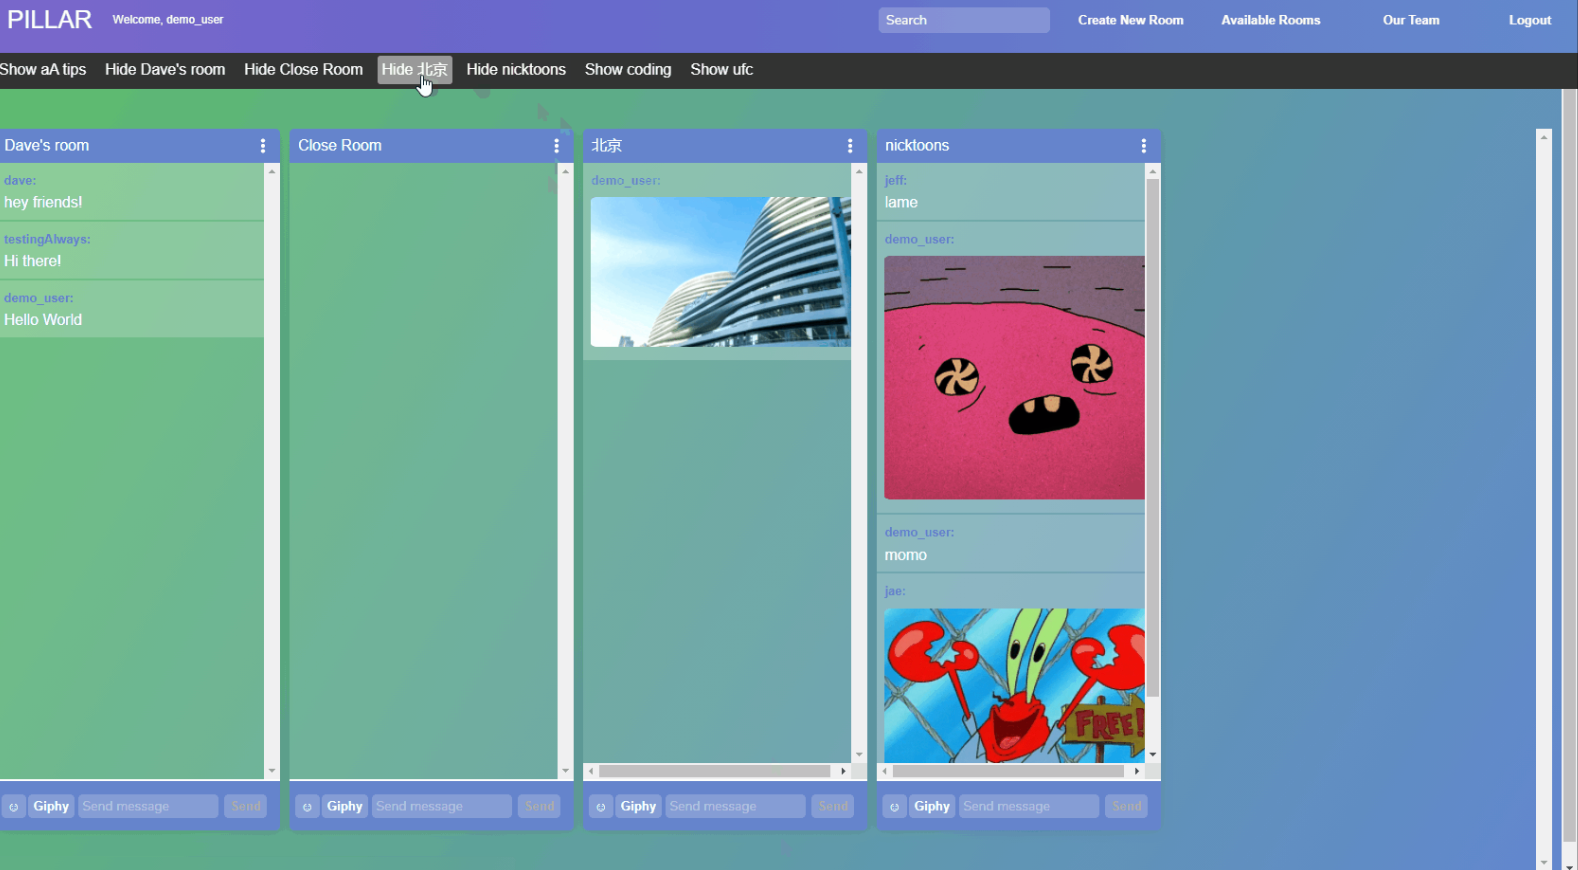 PILLAR Welcome, demo_user Search Create New Room Available Rooms Our Team Logout
Show aA tips Hide Dave's room Hide Close Room Hide 北京 Hide nicktoons Show coding Show ufc
Dave's room
dave:
hey friends!
testingAlways:
Hi there!
demo_user:
Hello World
Giphy Send message Send
Close Room
Giphy Send message Send
北京
demo_user:
Giphy Send message Send
nicktoons
jeff:
lame
demo_user:
demo_user:
momo
jae:
FREE!
Giphy Send message Send